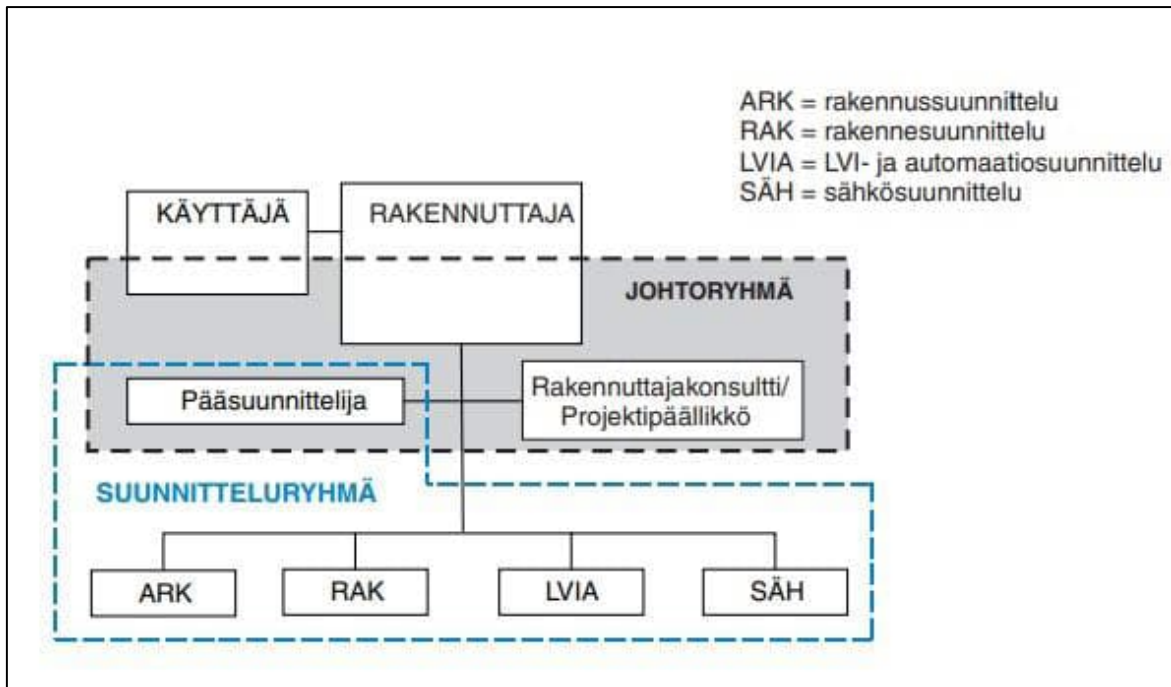 ARK = rakennussuunnittelu
RAK = rakennesuunnittelu
LVIA = LVI- ja automaatiosuunnittelu
SÄH = sähkösuunnittelu
KÄYTTÄJÄ
RAKENNUTTAJA
JOHTORYHMÄ
Pääsuunnittelija
Rakennuttajakonsultti/
Projektipäällikkö
SUUNNITTELURYHMÄ
ARK
RAK
LVIA
SÄH